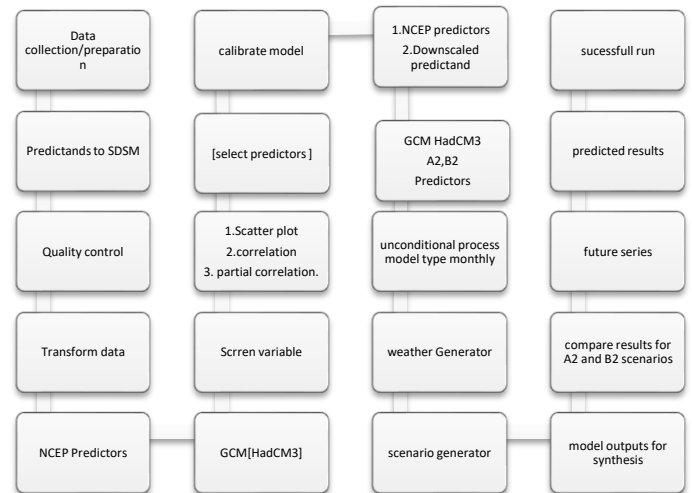 Data
collection/preparatio
n
Predictands to SDSM
Quality control
Transform data
NCEP Predictors
GCM[HadCM3]
Scrren variable
1.Scatter plot
2.correlation
3. partial correlation.
[select predictors ]
calibrate model
1.NCEP predictors
2.Downscaled
predictand
GCM HadCM3
A2,B2
Predictors
unconditional process
model type monthly
weather Generator
scenario generator
model outputs for
synthesis
compare results for
A2 and B2 scenarios
future series
predicted results
sucessfull run